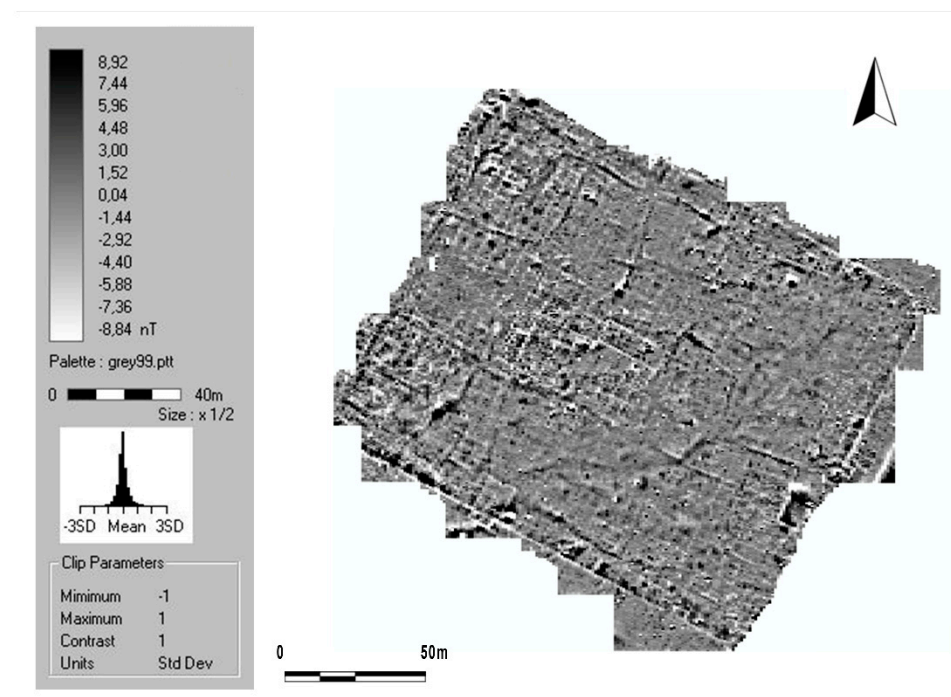 8,92
7,44
5,96
4,48
3,00
1,52
0,04
-1,44
-2,92
-4,40
-5,88
-7,36
-8,84 nT
Palette : grey99.ptt
0 40m
Size : x 1/2
-3SD Mean 3SD
Clip Parameters
Mimimum -1
Maximum 1
Contrast 1
Units Std Dev
0 50m